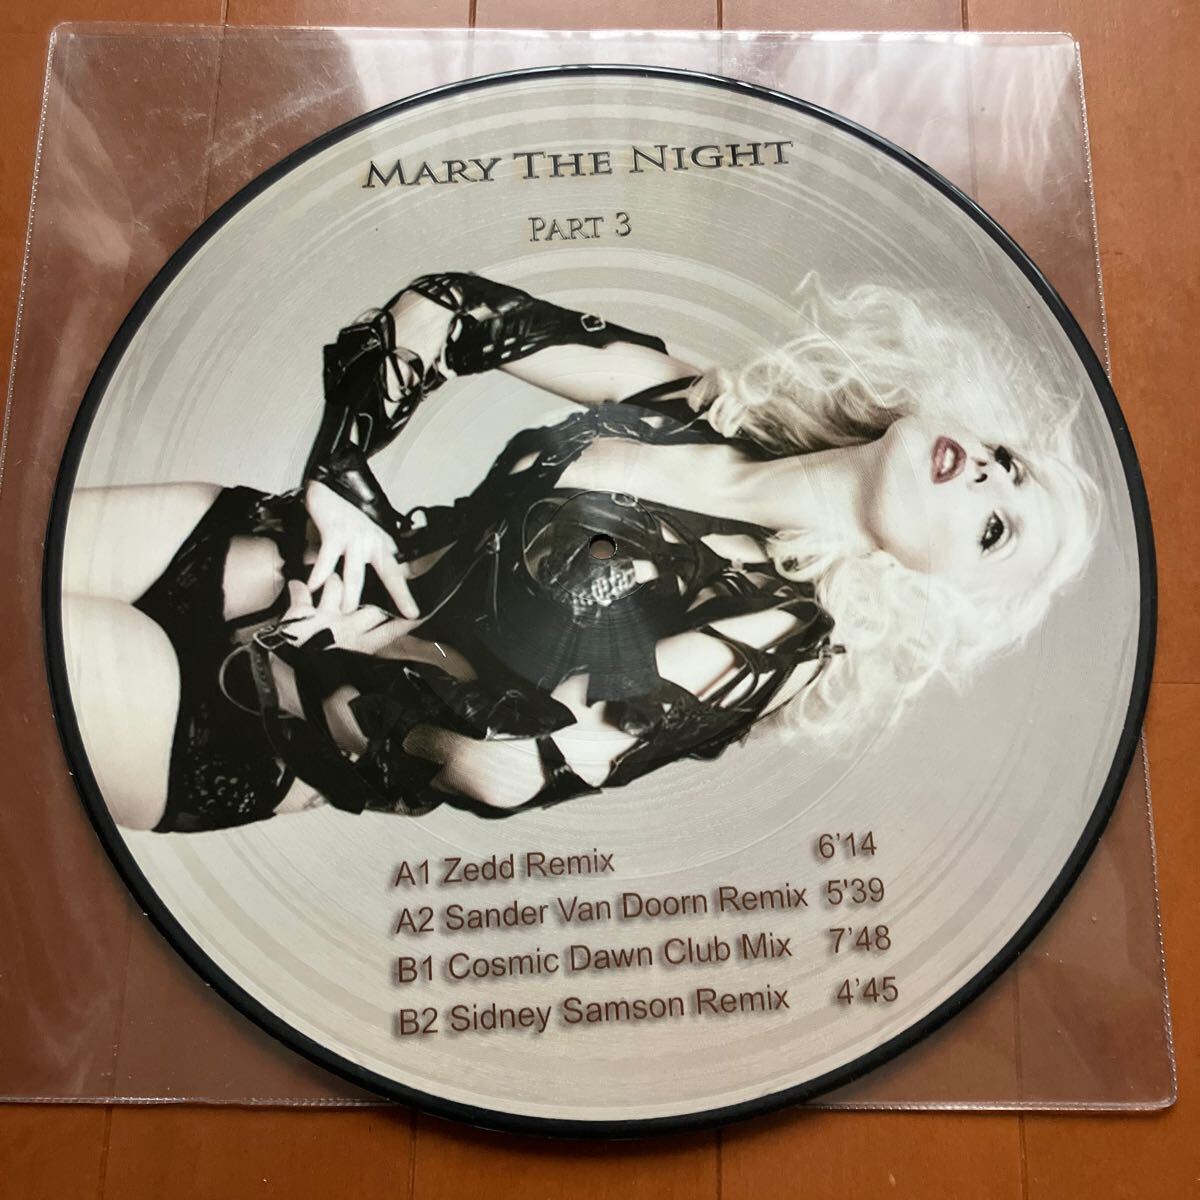 MARY THE NIGHT
PART 3
A1 Zedd Remix 6'14
A2 Sander Van Doorn Remix 5'39
B1 Cosmic Dawn Club Mix 7'48
B2 Sidney Samson Remix 4'45